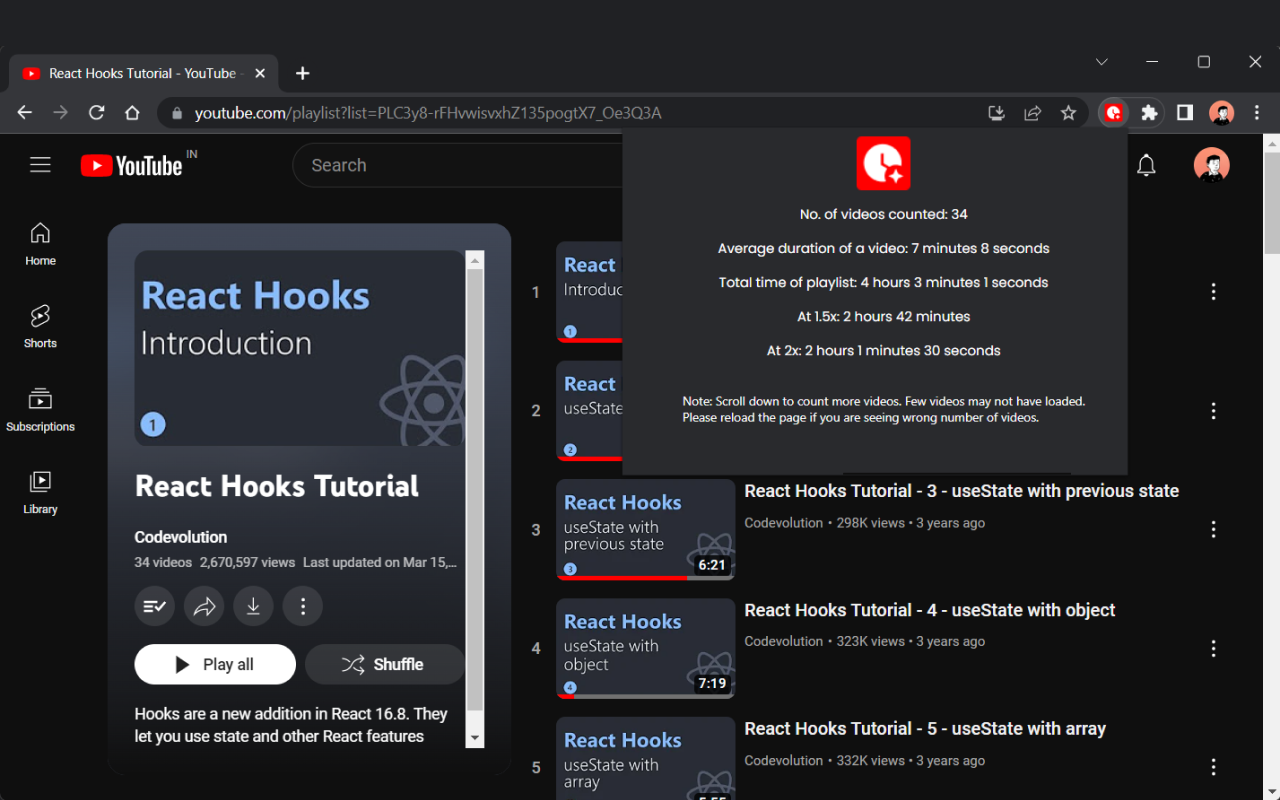 React Hooks Tutorial - YouTube -
youtube.com/playlist?list=PLC3y8-rFHvwisvxhZ135pogtX7_Oe3Q3A
YouTube IN
Search
Home
Shorts
Subscriptions
Library
React Hooks
Introduction
1
React Hooks Tutorial
Codevolution
34 videos 2,670,597 views Last updated on Mar 15,...
Play all
Shuffle
Hooks are a new addition in React 16.8. They
let you use state and other React features
No. of videos counted: 34
Average duration of a video: 7 minutes 8 seconds
Total time of playlist: 4 hours 3 minutes 1 seconds
At 1.5x: 2 hours 42 minutes
At 2x: 2 hours 1 minutes 30 seconds
Note: Scroll down to count more videos. Few videos may not have loaded.
Please reload the page if you are seeing wrong number of videos.
1
React
Introduc
1
2
React
useState
2
3
React Hooks
useState with
previous state
3
6:21
React Hooks Tutorial - 3 - useState with previous state
Codevolution • 298K views • 3 years ago
4
React Hooks
useState with
object
4
7:19
React Hooks Tutorial - 4 - useState with object
Codevolution • 323K views • 3 years ago
5
React Hooks
useState with
array
React Hooks Tutorial - 5 - useState with array
Codevolution • 332K views • 3 years ago